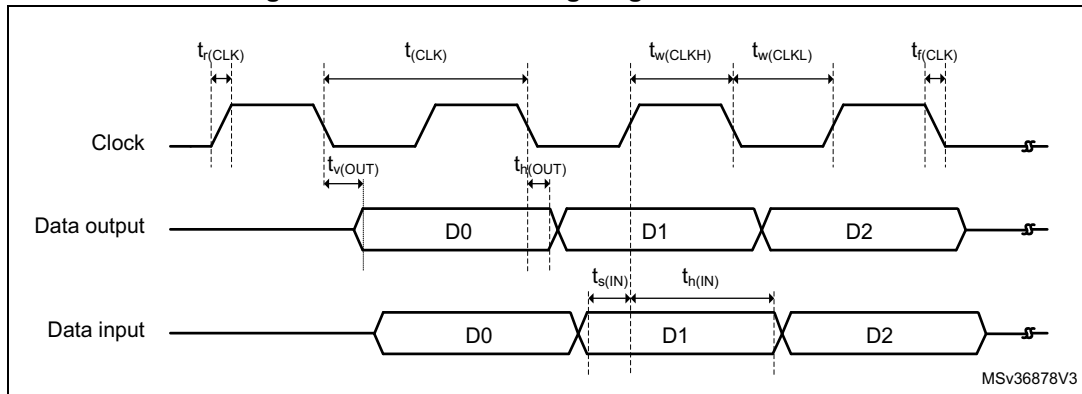 tr(CLK) t(CLK) tw(CLKH) tw(CLKL) tf(CLK)
Clock
tv(OUT) th(OUT)
Data output D0 D1 D2
ts(IN) th(IN)
Data input D0 D1 D2
MSv36878V3